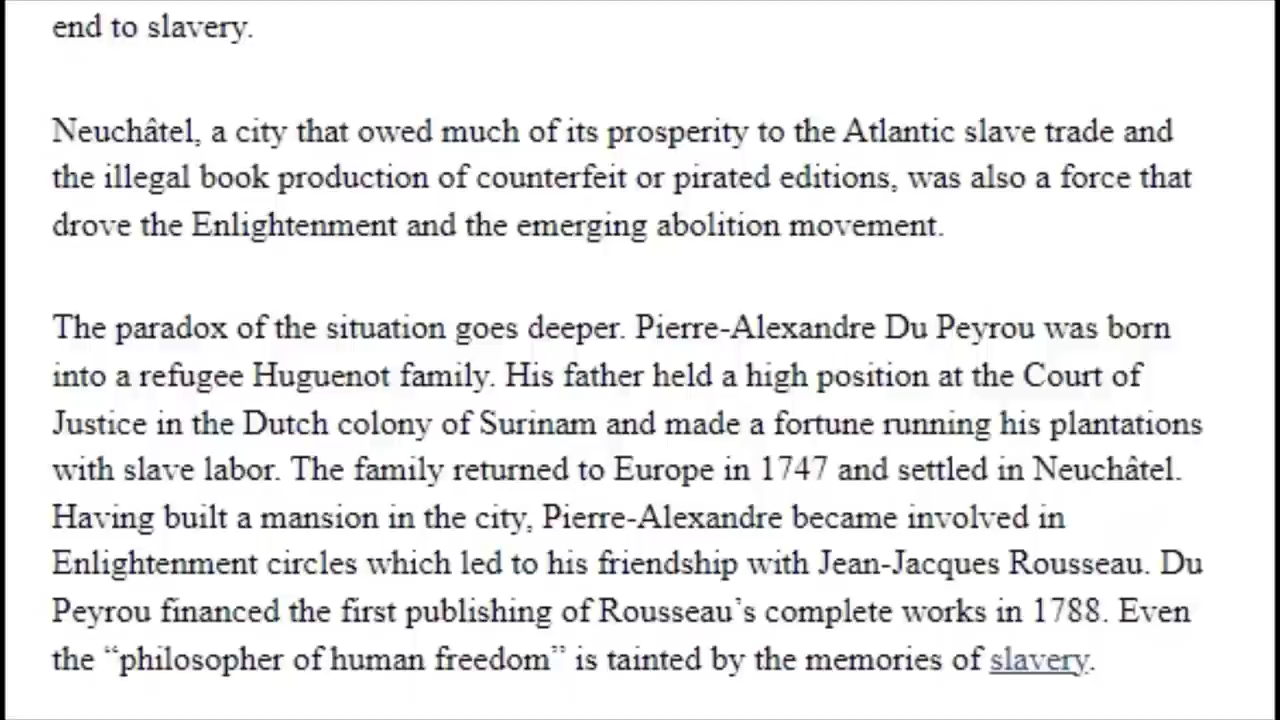 end to slavery.
Neuchâtel, a city that owed much of its prosperity to the Atlantic slave trade and
the illegal book production of counterfeit or pirated editions, was also a force that
drove the Enlightenment and the emerging abolition movement.
The paradox of the situation goes deeper. Pierre-Alexandre Du Peyrou was born
into a refugee Huguenot family. His father held a high position at the Court of
Justice in the Dutch colony of Surinam and made a fortune running his plantations
with slave labor. The family returned to Europe in 1747 and settled in Neuchâtel.
Having built a mansion in the city, Pierre-Alexandre became involved in
Enlightenment circles which led to his friendship with Jean-Jacques Rousseau. Du
Peyrou financed the first publishing of Rousseau’s complete works in 1788. Even
the “philosopher of human freedom” is tainted by the memories of slavery.